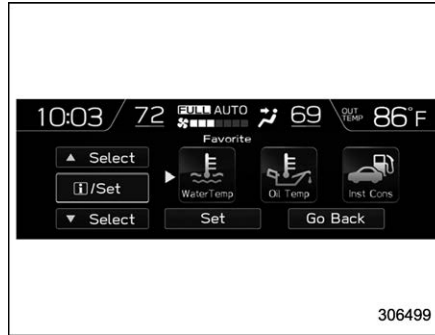 10:03 72 FULL AUTO 69 OUT TEMP 86°F
Favorite
▲ Select
i/Set
▼ Select
WaterTemp Oil Temp Inst Cons
Set Go Back
306499